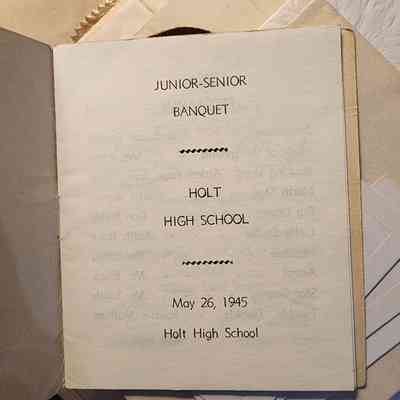 JUNIOR-SENIOR
BANQUET
HOLT
HIGH SCHOOL
May 26, 1945
Holt High School